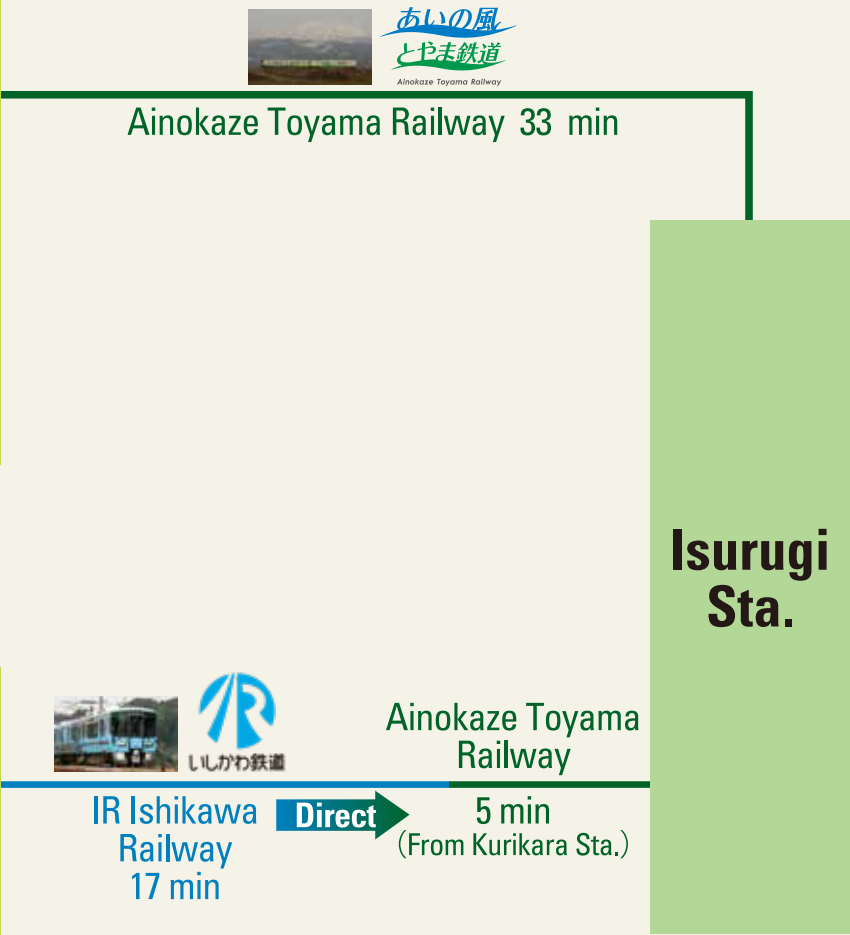 あいの風
とやま鉄道
Ainokaze Toyama Railway
Ainokaze Toyama Railway 33 min
Isurugi
Sta.
いしかわ鉄道
Ainokaze Toyama
Railway
IR Ishikawa
Railway
17 min
Direct
5 min
(From Kurikara Sta.)